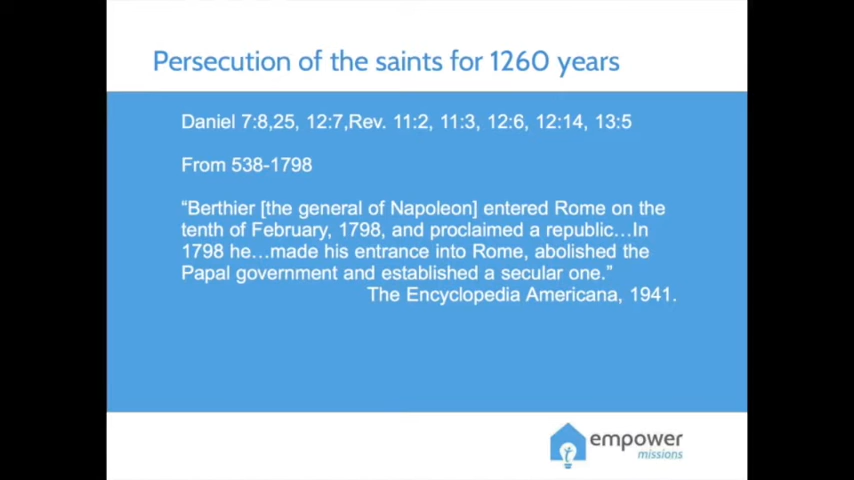 Persecution of the saints for 1260 years
Daniel 7:8,25, 12:7,Rev. 11:2, 11:3, 12:6, 12:14, 13:5
From 538-1798
“Berthier [the general of Napoleon] entered Rome on the
tenth of February, 1798, and proclaimed a republic…In
1798 he…made his entrance into Rome, abolished the
Papal government and established a secular one.”
The Encyclopedia Americana, 1941.
empower
missions